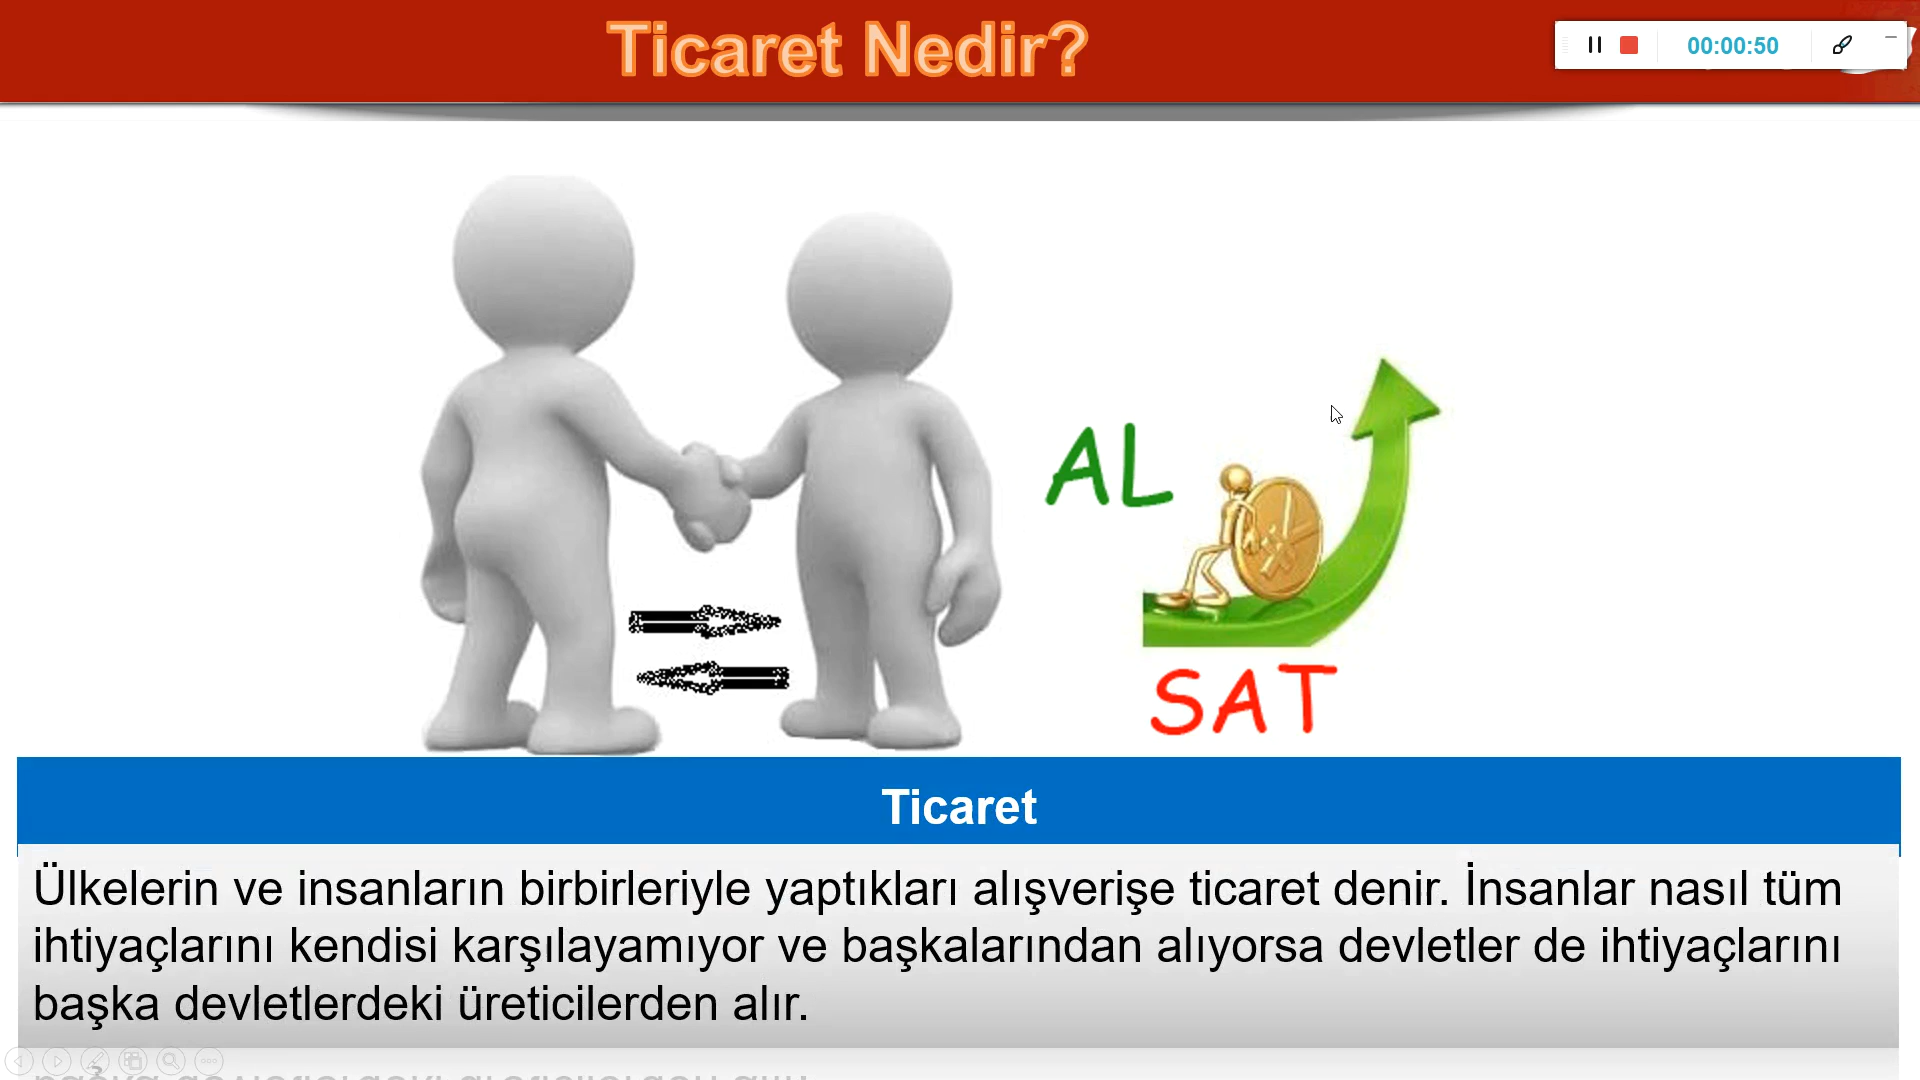 Ticaret Nedir?
00:00:50
AL
SAT
Ticaret
Ülkelerin ve insanların birbirleriyle yaptıkları alışverişe ticaret denir. İnsanlar nasıl tüm
ihtiyaçlarını kendisi karşılayamıyor ve başkalarından alıyorsa devletler de ihtiyaçlarını
başka devletlerdeki üreticilerden alır.